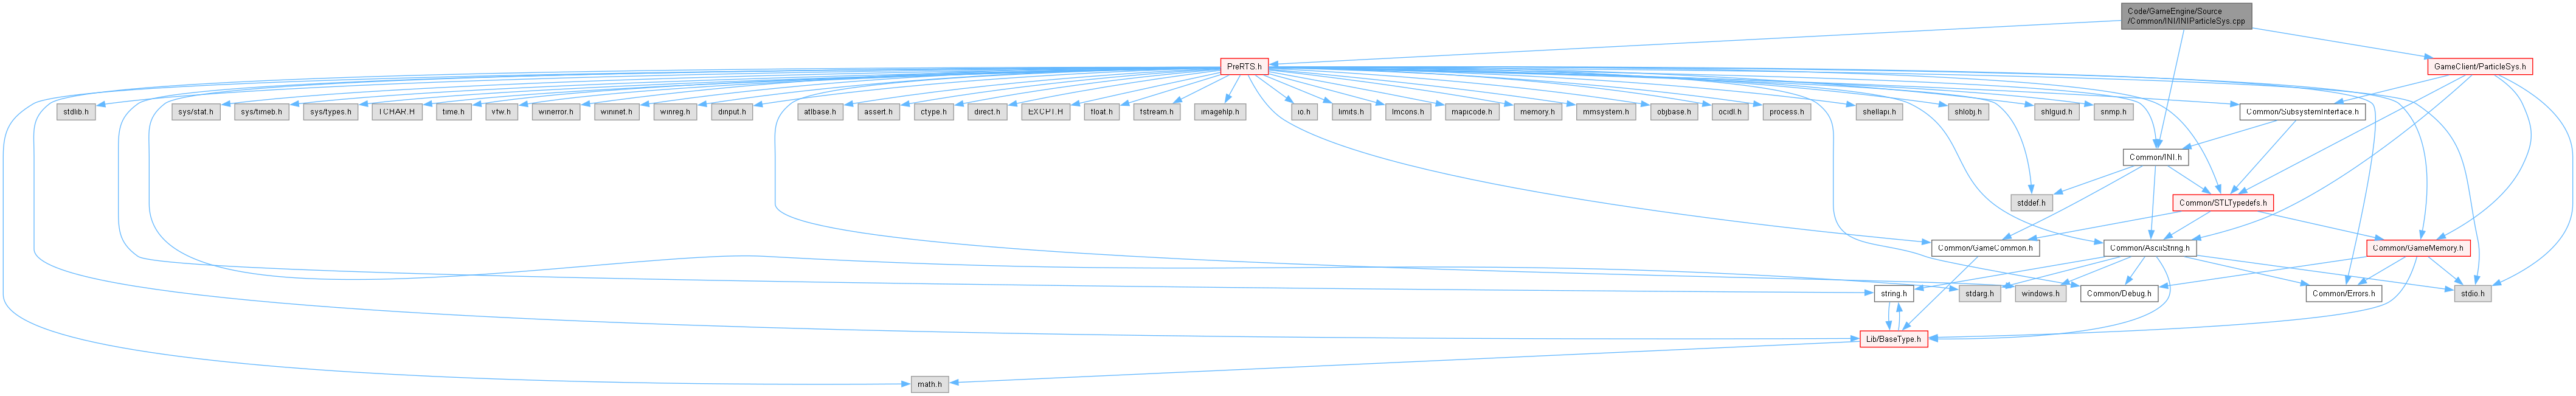 Code/GameEngine/Source
/Common/INI/INIParticleSys.cpp
PreRTS.h
GameClient/ParticleSys.h
stdlib.h
sys/stat.h
sys/timeb.h
sys/types.h
TCHAR.H
time.h
vfw.h
winerror.h
wininet.h
winreg.h
dinput.h
atlbase.h
assert.h
ctype.h
direct.h
EXCPT.H
float.h
fstream.h
imagehlp.h
io.h
limits.h
lmcons.h
mapicode.h
memory.h
mmsystem.h
objbase.h
ocidl.h
process.h
shellapi.h
shlobj.h
shlguid.h
snmp.h
Common/SubsystemInterface.h
Common/INI.h
stddef.h
Common/STLTypedefs.h
Common/GameCommon.h
Common/AsciiString.h
Common/GameMemory.h
string.h
stdarg.h
windows.h
Common/Debug.h
Common/Errors.h
stdio.h
Lib/BaseType.h
math.h